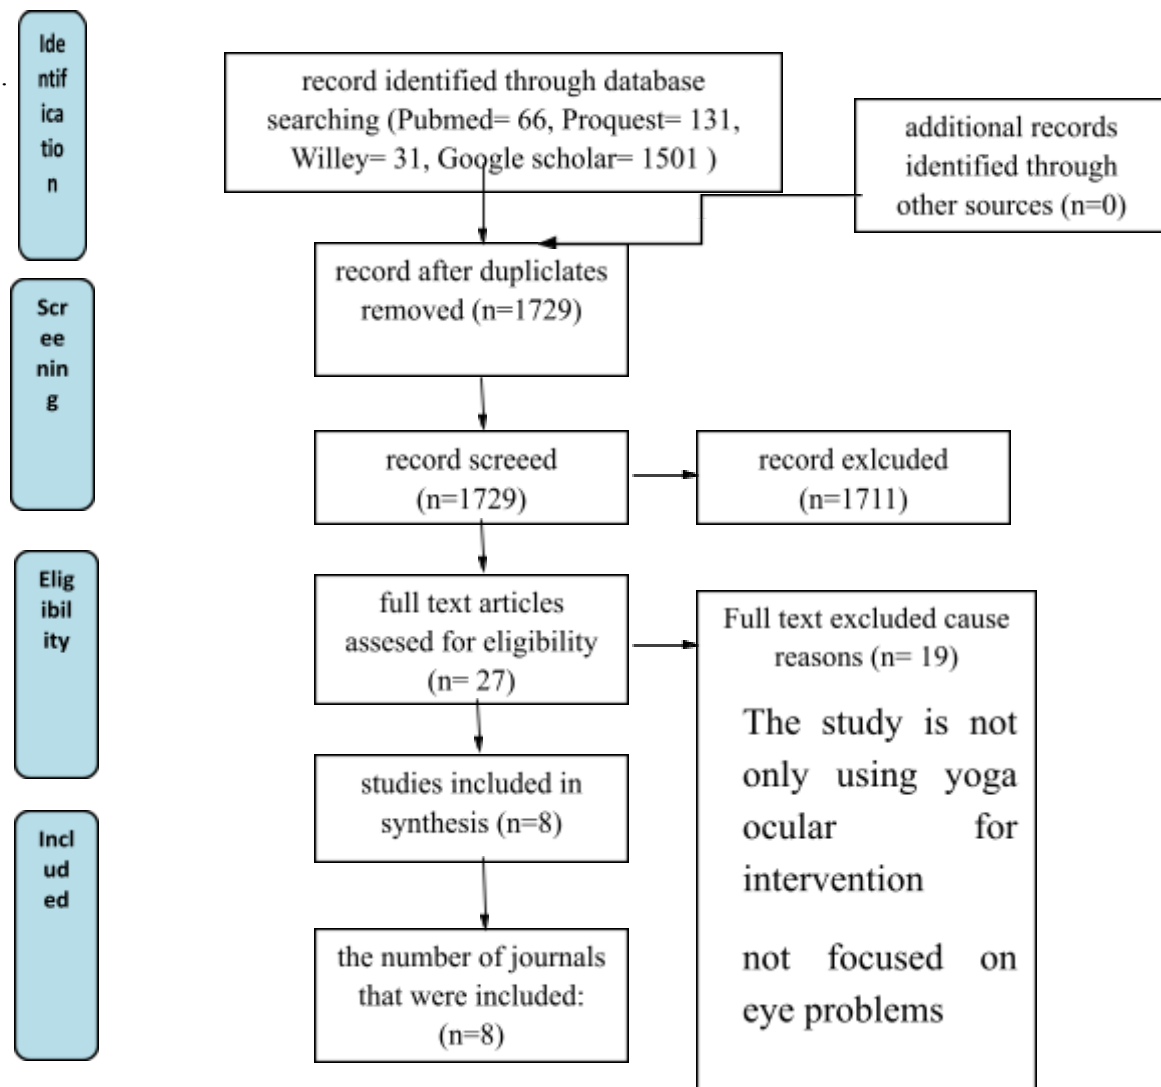 Ide
ntif
ica
tio
n
.
record identified through database
searching (Pubmed= 66, Proquest= 131,
Willey= 31, Google scholar= 1501 )
additional records
identified through
other sources (n=0)
record after dupliclates
removed (n=1729)
Scr
ee
nin
g
record screeed
(n=1729)
record exlcuded
(n=1711)
Elig
ibil
ity
full text articles
assesed for eligibility
(n= 27)
Full text excluded cause
reasons (n= 19)
The study is not
only using yoga
ocular for
intervention
not focused on
eye problems
studies included in
synthesis (n=8)
Incl
ud
ed
the number of journals
that were included:
(n=8)